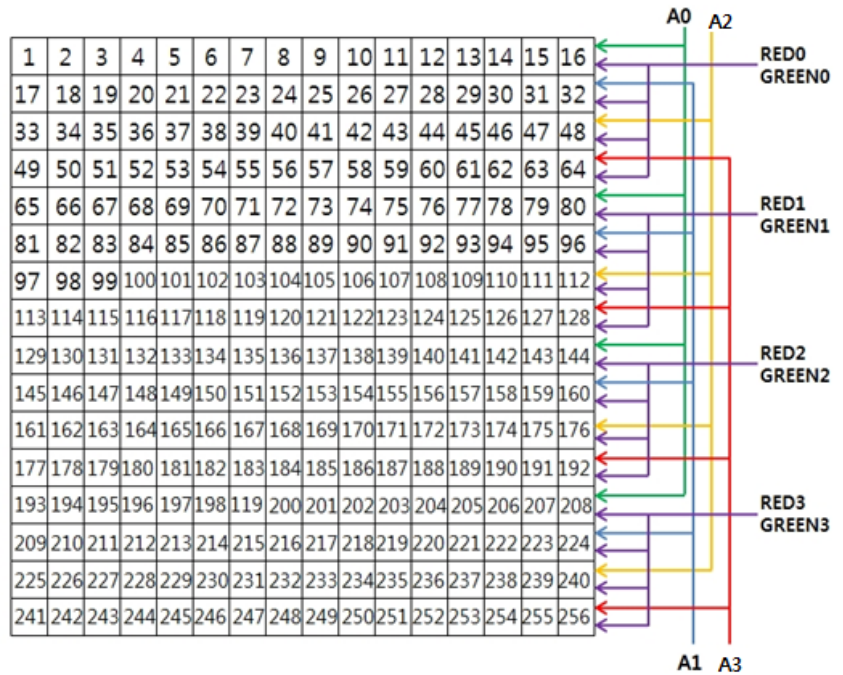 A0 A2
1 2 3 4 5 6 7 8 9 10 11 12 13 14 15 16
RED0
GREEN0
17 18 19 20 21 22 23 24 25 26 27 28 29 30 31 32
33 34 35 36 37 38 39 40 41 42 43 44 45 46 47 48
49 50 51 52 53 54 55 56 57 58 59 60 61 62 63 64
65 66 67 68 69 70 71 72 73 74 75 76 77 78 79 80
RED1
GREEN1
81 82 83 84 85 86 87 88 89 90 91 92 93 94 95 96
97 98 99 100 101 102 103 104 105 106 107 108 109 110 111 112
113 114 115 116 117 118 119 120 121 122 123 124 125 126 127 128
129 130 131 132 133 134 135 136 137 138 139 140 141 142 143 144
RED2
GREEN2
145 146 147 148 149 150 151 152 153 154 155 156 157 158 159 160
161 162 163 164 165 166 167 168 169 170 171 172 173 174 175 176
177 178 179 180 181 182 183 184 185 186 187 188 189 190 191 192
193 194 195 196 197 198 119 200 201 202 203 204 205 206 207 208
RED3
GREEN3
209 210 211 212 213 214 215 216 217 218 219 220 221 222 223 224
225 226 227 228 229 230 231 232 233 234 235 236 237 238 239 240
241 242 243 244 245 246 247 248 249 250 251 252 253 254 255 256
A1 A3